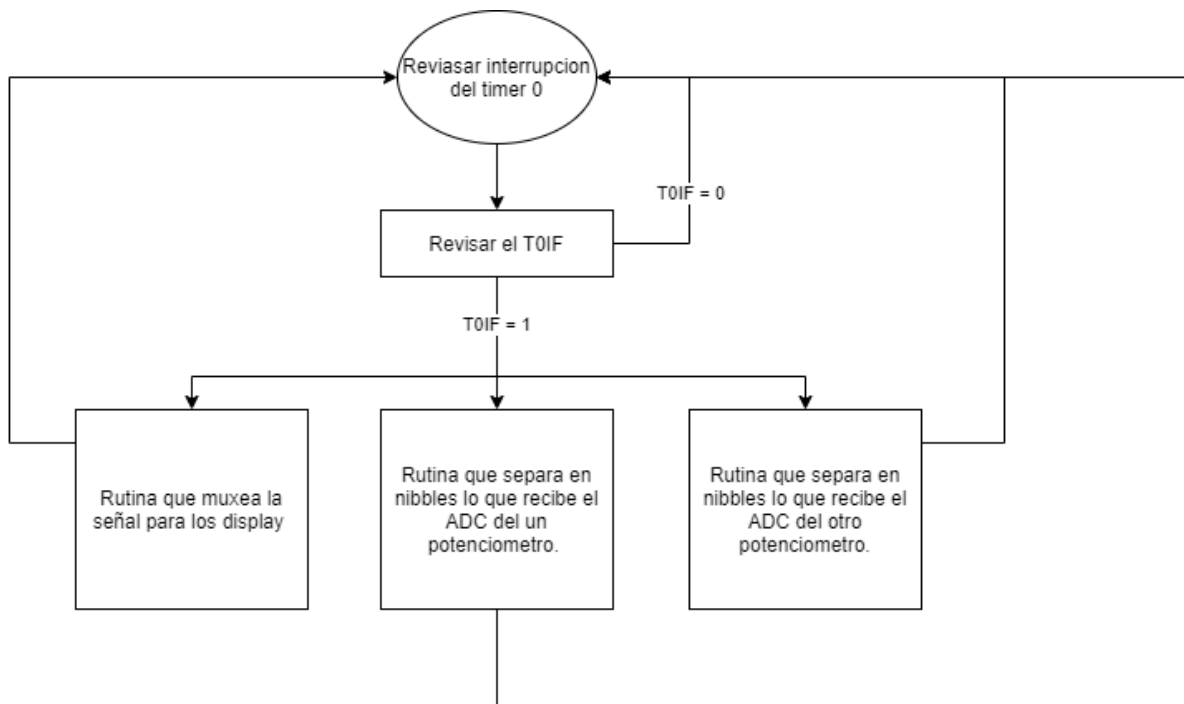 Reviasar interrupcion
del timer 0
T0IF = 0
Revisar el T0IF
T0IF = 1
Rutina que muxea la
señal para los display
Rutina que separa en
nibbles lo que recibe el
ADC del un
potenciometro.
Rutina que separa en
nibbles lo que recibe el
ADC del otro
potenciometro.